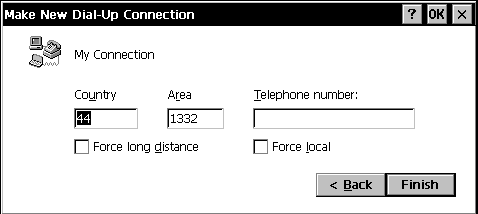 Make New Dial-Up Connection ? OK ×
My Connection
Country Area Telephone number:
44 1332
Force long distance Force local
< Back Finish